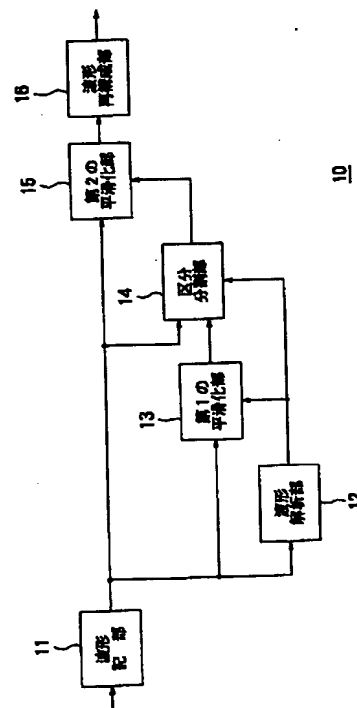 11
波形
記 部
12
波形
解析部
13
第1の
平滑化部
14
区分
分割部
15
第2の
平滑化部
16
波形
再構成部
10